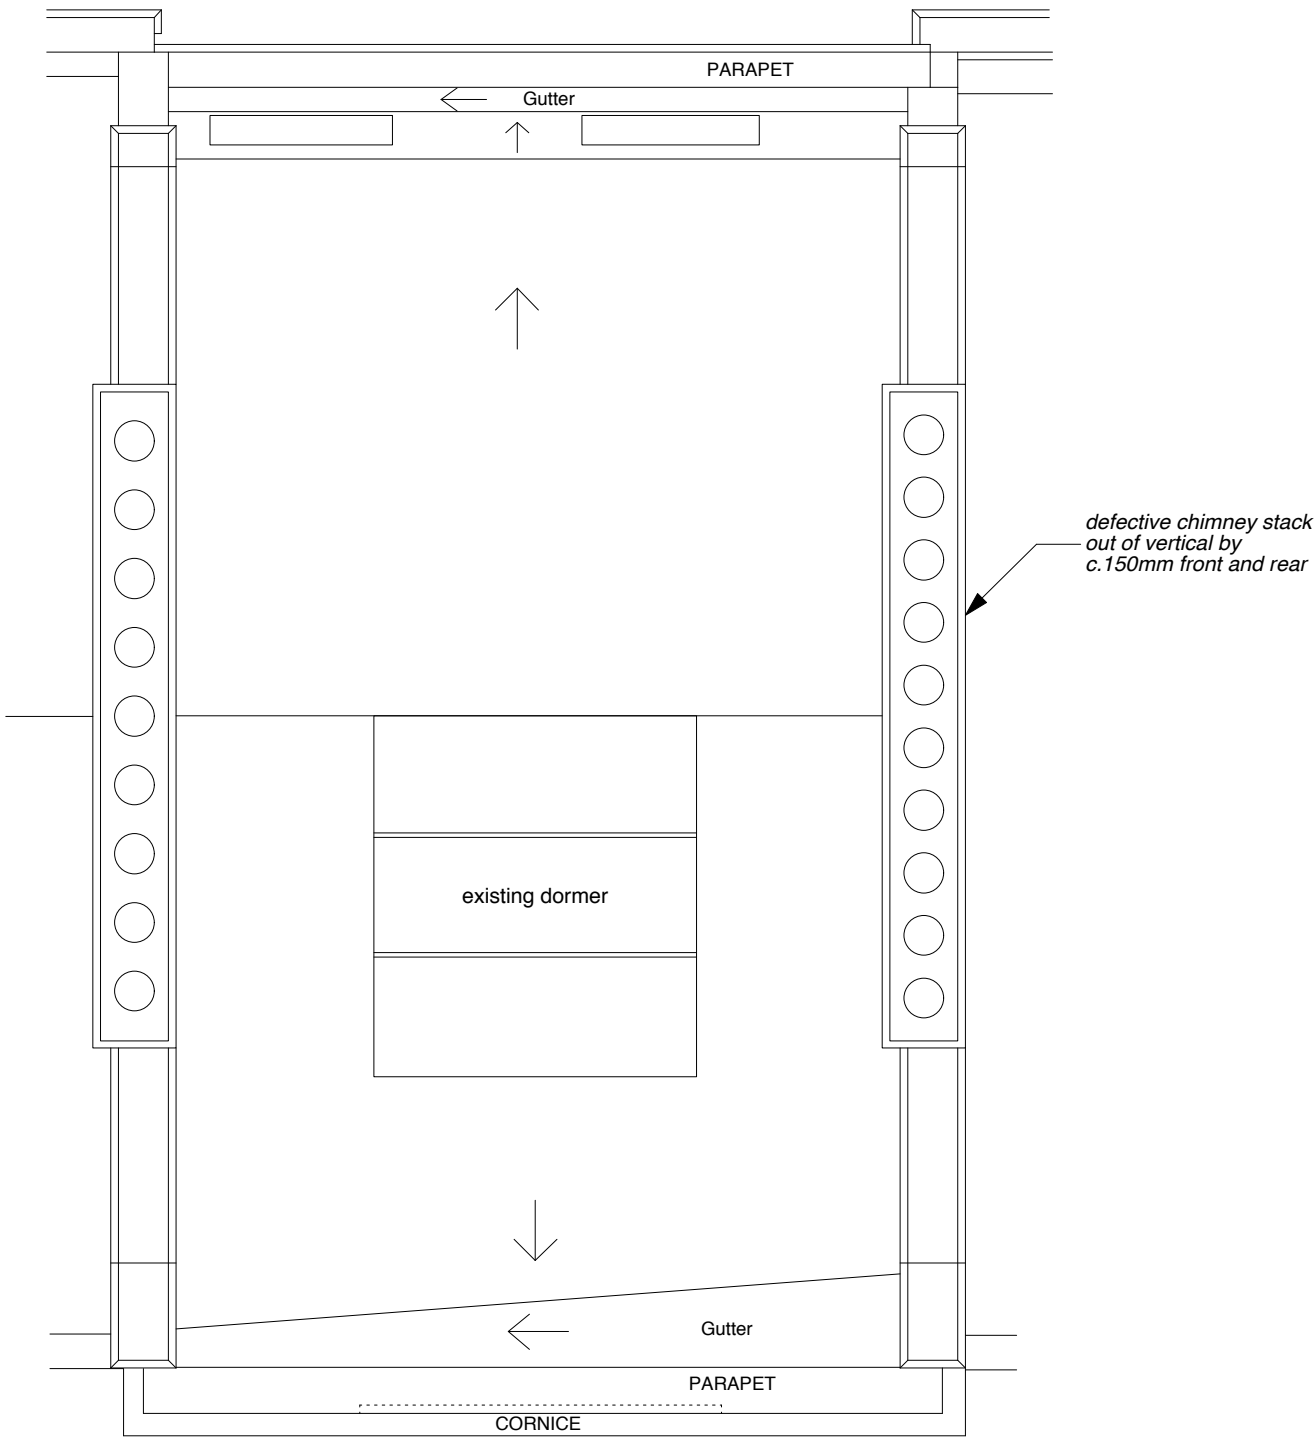 PARAPET
Gutter
defective chimney stack
out of vertical by
c.150mm front and rear
existing dormer
Gutter
PARAPET
CORNICE